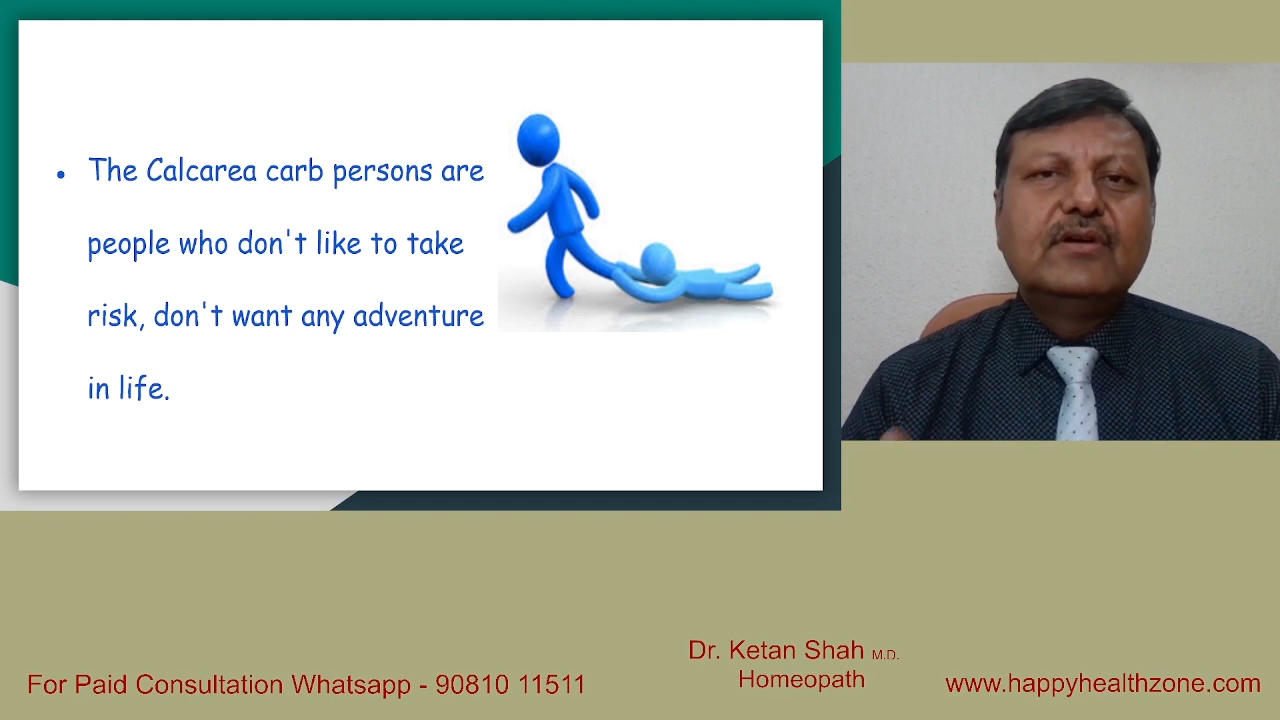 • The Calcarea carb persons are
people who don't like to take
risk, don't want any adventure
in life.
Dr. Ketan Shah M.D.
Homeopath
For Paid Consultation Whatsapp - 90810 11511
www.happyhealthzone.com